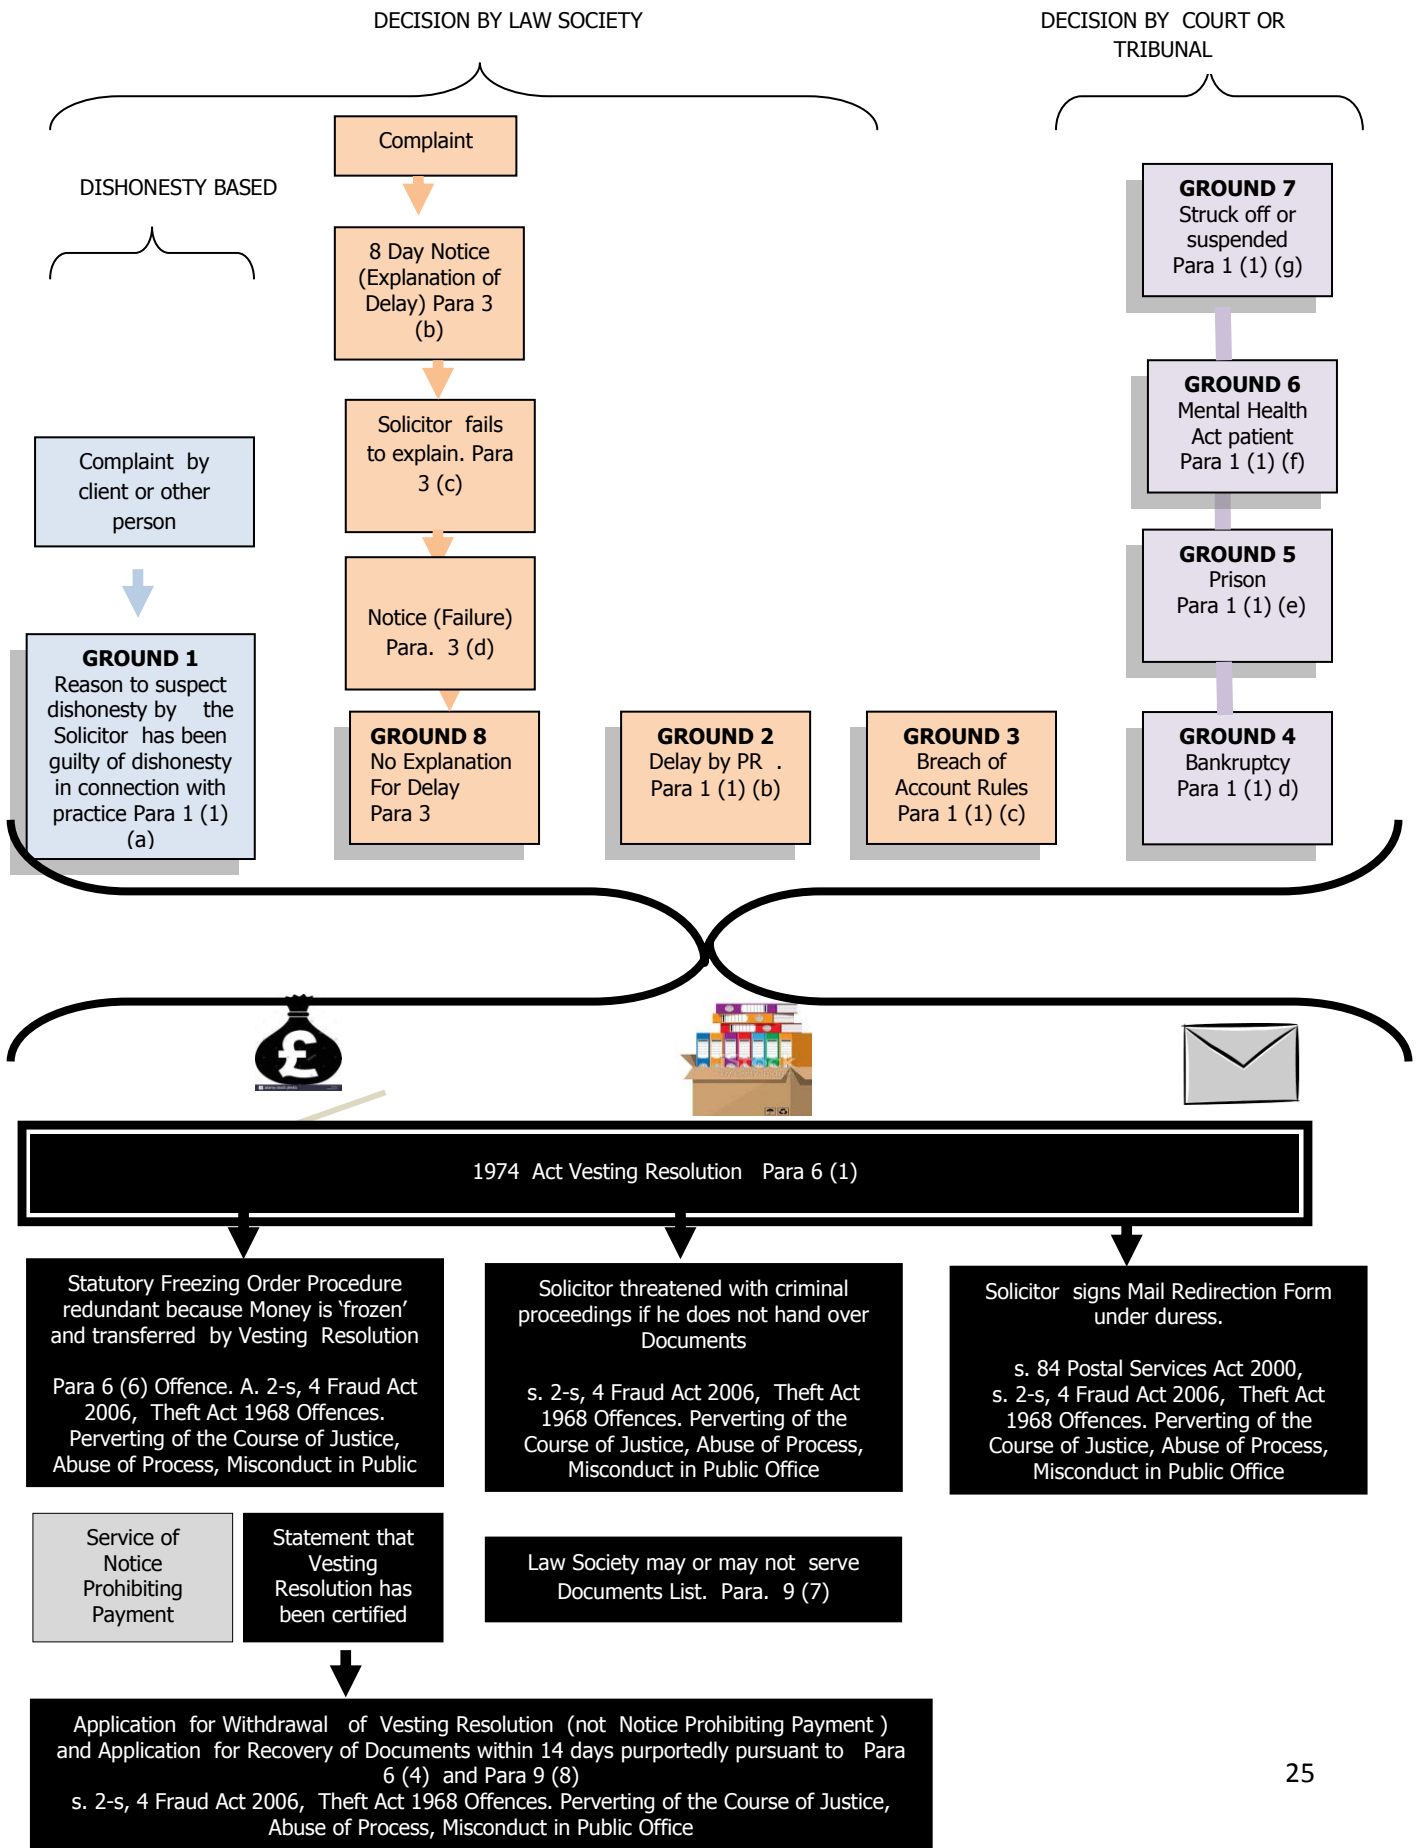 DECISION BY LAW SOCIETY
DECISION BY COURT OR
TRIBUNAL
DISHONESTY BASED
Complaint
8 Day Notice
(Explanation of
Delay) Para 3
(b)
Solicitor fails
to explain. Para
3 (c)
Notice (Failure)
Para. 3 (d)
Complaint by
client or other
person
GROUND 1
Reason to suspect
dishonesty by the
Solicitor has been
guilty of dishonesty
in connection with
practice Para 1 (1)
(a)
GROUND 8
No Explanation
For Delay
Para 3
GROUND 2
Delay by PR .
Para 1 (1) (b)
GROUND 3
Breach of
Account Rules
Para 1 (1) (c)
GROUND 7
Struck off or
suspended
Para 1 (1) (g)
GROUND 6
Mental Health
Act patient
Para 1 (1) (f)
GROUND 5
Prison
Para 1 (1) (e)
GROUND 4
Bankruptcy
Para 1 (1) d)
£
1974 Act Vesting Resolution Para 6 (1)
Statutory Freezing Order Procedure
redundant because Money is ‘frozen’
and transferred by Vesting Resolution
Para 6 (6) Offence. A. 2-s, 4 Fraud Act
2006, Theft Act 1968 Offences.
Perverting of the Course of Justice,
Abuse of Process, Misconduct in Public
Solicitor threatened with criminal
proceedings if he does not hand over
Documents
s. 2-s, 4 Fraud Act 2006, Theft Act
1968 Offences. Perverting of the
Course of Justice, Abuse of Process,
Misconduct in Public Office
Solicitor signs Mail Redirection Form
under duress.
s. 84 Postal Services Act 2000,
s. 2-s, 4 Fraud Act 2006, Theft Act
1968 Offences. Perverting of the
Course of Justice, Abuse of Process,
Misconduct in Public Office
Service of
Notice
Prohibiting
Payment
Statement that
Vesting
Resolution has
been certified
Law Society may or may not serve
Documents List. Para. 9 (7)
Application for Withdrawal of Vesting Resolution (not Notice Prohibiting Payment )
and Application for Recovery of Documents within 14 days purportedly pursuant to Para
6 (4) and Para 9 (8)
s. 2-s, 4 Fraud Act 2006, Theft Act 1968 Offences. Perverting of the Course of Justice,
Abuse of Process, Misconduct in Public Office
25